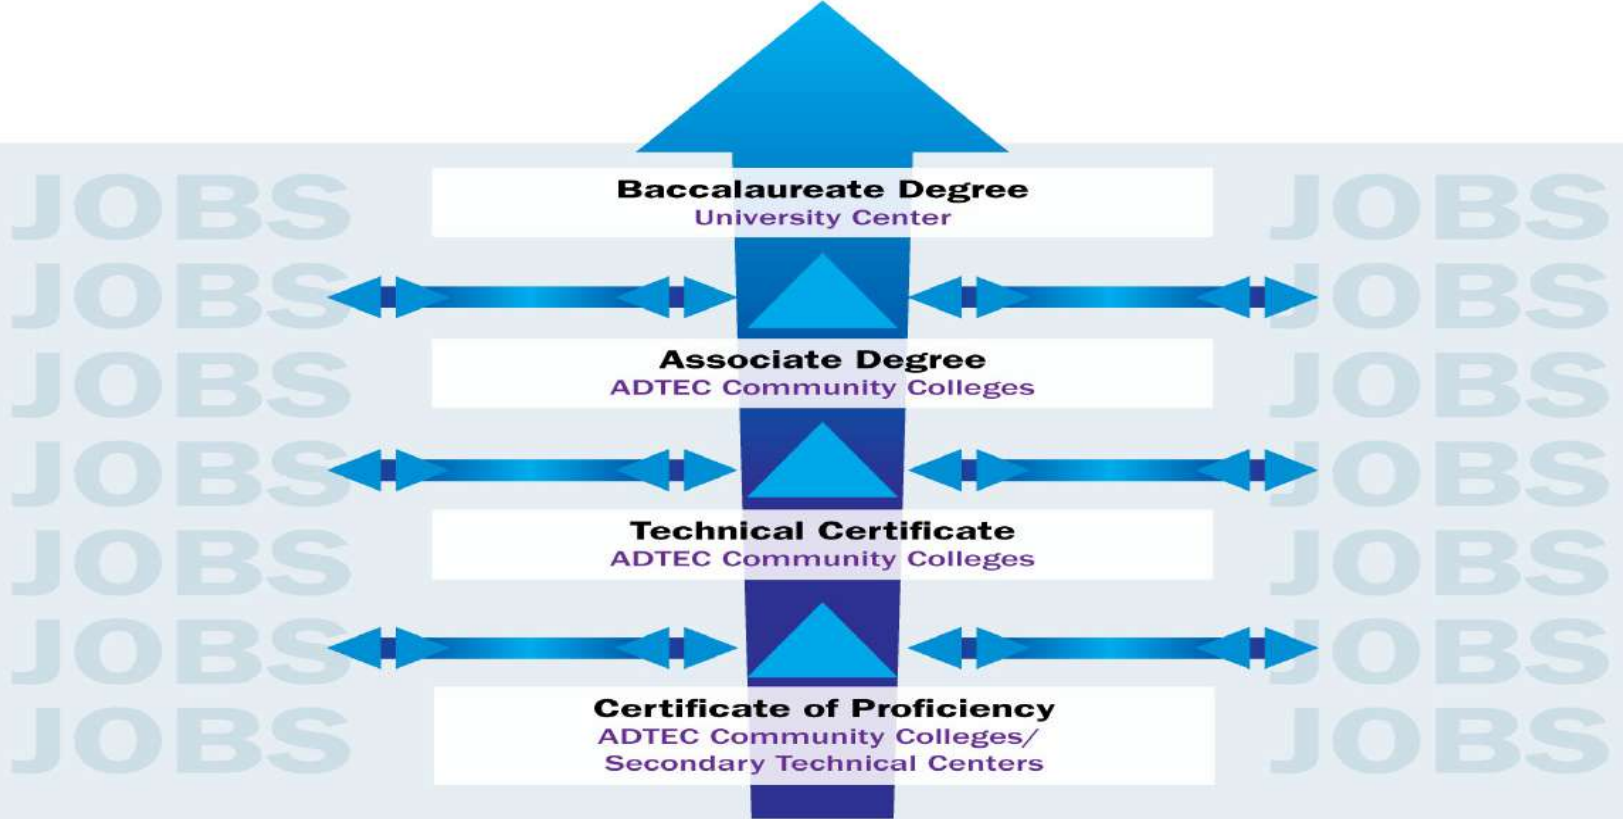 JOBS
JOBS
JOBS
JOBS
JOBS
JOBS
JOBS
Baccalaureate Degree
University Center
Associate Degree
ADTEC Community Colleges
Technical Certificate
ADTEC Community Colleges
Certificate of Proficiency
ADTEC Community Colleges/
Secondary Technical Centers
JOBS
JOBS
JOBS
JOBS
JOBS
JOBS
JOBS